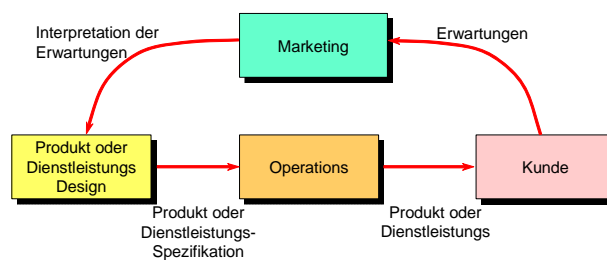 Interpretation der
Erwartungen
Marketing
Erwartungen
Produkt oder
Dienstleistungs
Design
Operations
Kunde
Produkt oder
Dienstleistungs-
Spezifikation
Produkt oder
Dienstleistungs